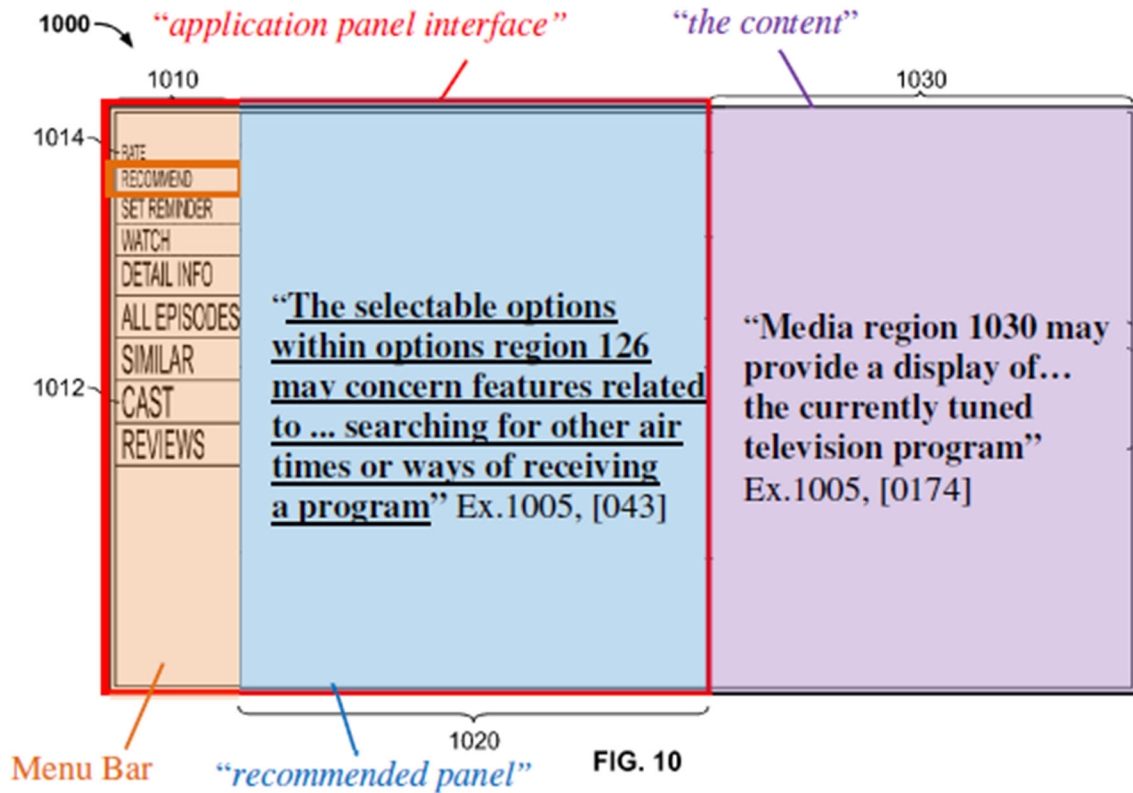 1000
“application panel interface”
“the content”
1010
1030
1014
RATE
RECOMMEND
SET REMINDER
WATCH
DETAIL INFO
ALL EPISODES
SIMILAR
1012
CAST
REVIEWS
“The selectable options
within options region 126
may concern features related
to ... searching for other air
times or ways of receiving
a program” Ex.1005, [043]
“Media region 1030 may
provide a display of…
the currently tuned
television program”
Ex.1005, [0174]
1020
FIG. 10
Menu Bar
“recommended panel”